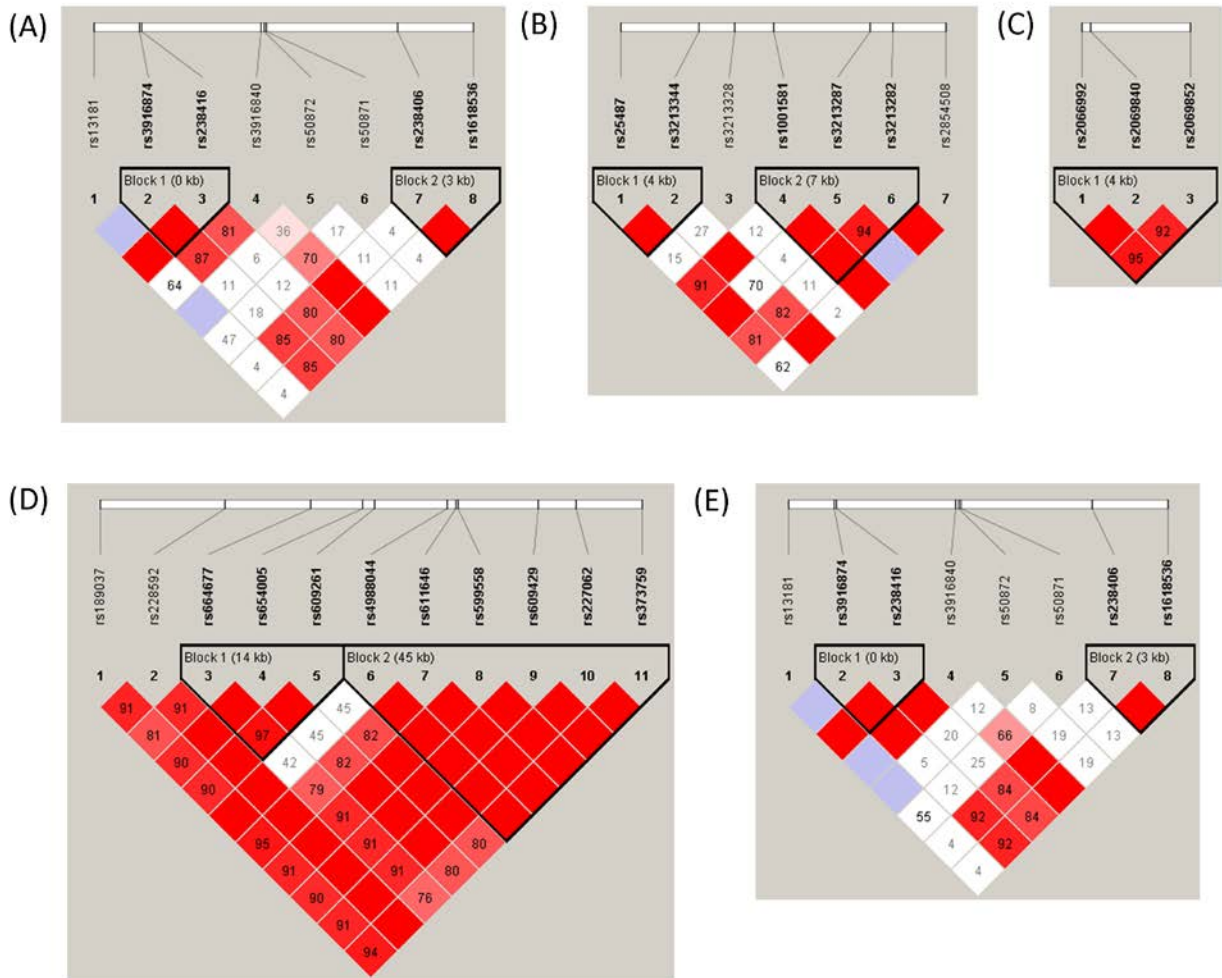 (A)
rs13181
rs3916874
rs238416
rs3916840
rs50872
rs50871
rs238406
rs1618536
Block 1 (0 kb)
Block 2 (3 kb)
1 2 3 4 5 6 7 8
81 36 17 4
87 6 70 11 4
64 11 12 11
18 80
47 85 80
4 85
4
(B)
rs25487
rs3213344
rs3213328
rs1001581
rs3213287
rs3213282
rs2854508
Block 1 (4 kb)
Block 2 (7 kb)
1 2 3 4 5 6 7
27 12 94
15 4
91 70 11
82 2
81
62
(C)
rs2066992
rs2069840
rs2069852
Block 1 (4 kb)
1 2 3
92
95
(D)
rs189037
rs228592
rs664677
rs654005
rs609261
rs4988044
rs611646
rs599558
rs609429
rs227062
rs373759
Block 1 (14 kb)
Block 2 (45 kb)
1 2 3 4 5 6 7 8 9 10 11
91 91 45
81 97 45 82
90 42 82
90 79
91
95 91 80
91 91 80
90 76
91
94
(E)
rs13181
rs3916874
rs238416
rs3916840
rs50872
rs50871
rs238406
rs1618536
Block 1 (0 kb)
Block 2 (3 kb)
1 2 3 4 5 6 7 8
12 8 13
20 66 19 13
5 25 19
12 84
55 92 84
4 92
4